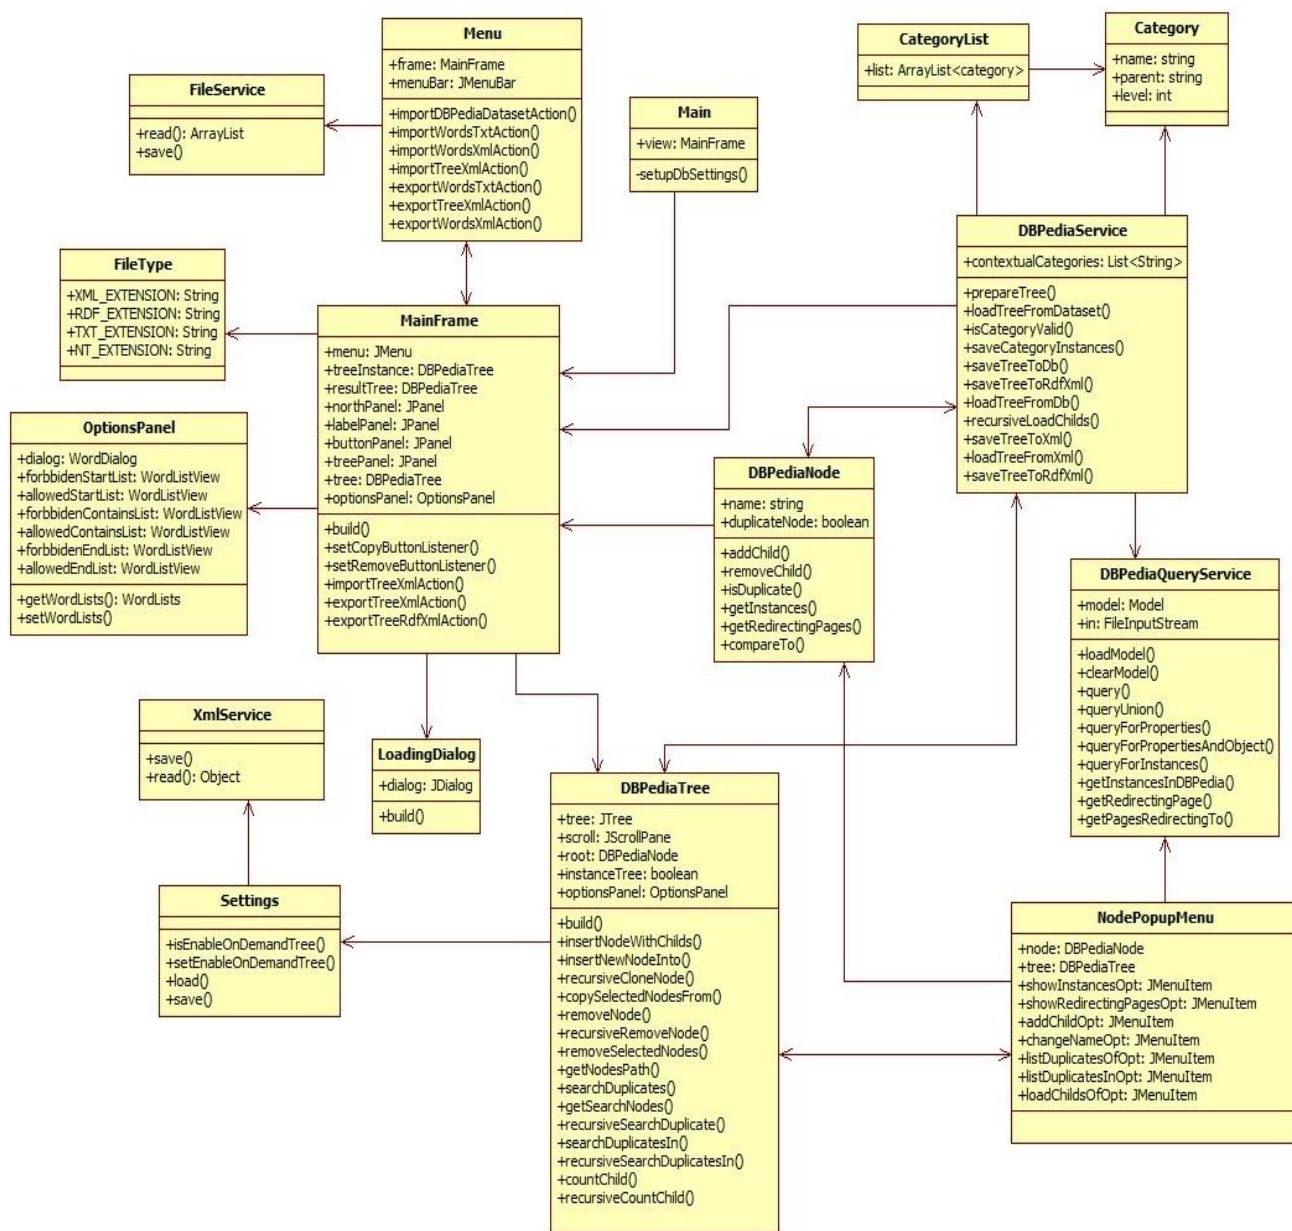 Menu
+frame: MainFrame
+menuBar: JMenuBar
+importDBPediaDatasetAction()
+importWordsTxtAction()
+importWordsXmlAction()
+importTreeXmlAction()
+exportWordsTxtAction()
+exportTreeXmlAction()
+exportWordsXmlAction()
FileService
+read(): ArrayList
+save()
Main
+view: MainFrame
-setupDbSettings()
CategoryList
+list: ArrayList<category>
Category
+name: string
+parent: string
+level: int
FileType
+XML_EXTENSION: String
+RDF_EXTENSION: String
+TXT_EXTENSION: String
+NT_EXTENSION: String
MainFrame
+menu: JMenu
+treeInstance: DBPediaTree
+resultTree: DBPediaTree
+northPanel: JPanel
+labelPanel: JPanel
+buttonPanel: JPanel
+treePanel: JPanel
+tree: DBPediaTree
+optionsPanel: OptionsPanel
+build()
+setCopyButtonListener()
+setRemoveButtonListener()
+importTreeXmlAction()
+exportTreeXmlAction()
+exportTreeRdfXmlAction()
DBPediaService
+contextualCategories: List<String>
+prepareTree()
+loadTreeFromDataset()
+isCategoryValid()
+saveCategoryInstances()
+saveTreeToDb()
+saveTreeToRdfXml()
+loadTreeFromDb()
+recursiveLoadChilds()
+saveTreeToXml()
+loadTreeFromXml()
+saveTreeToRdfXml()
OptionsPanel
+dialog: WordDialog
+forbbidenStartList: WordListView
+allowedStartList: WordListView
+forbbidenContainsList: WordListView
+allowedContainsList: WordListView
+forbbidenEndList: WordListView
+allowedEndList: WordListView
+getWordLists(): WordLists
+setWordLists()
DBPediaNode
+name: string
+duplicateNode: boolean
+addChild()
+removeChild()
+isDuplicate()
+getInstances()
+getRedirectingPages()
+compareTo()
DBPediaQueryService
+model: Model
+in: FileInputStream
+loadModel()
+clearModel()
+query()
+queryUnion()
+queryForProperties()
+queryForPropertiesAndObject()
+queryForInstances()
+getInstancesInDBPedia()
+getRedirectingPage()
+getPagesRedirectingTo()
XmlService
+save()
+read(): Object
LoadingDialog
+dialog: JDialog
+build()
DBPediaTree
+tree: JTree
+scroll: JScrollPane
+root: DBPediaNode
+instanceTree: boolean
+optionsPanel: OptionsPanel
+build()
+insertNodeWithChilds()
+insertNewNodeInto()
+recursiveCloneNode()
+copySelectedNodesFrom()
+removeNode()
+recursiveRemoveNode()
+removeSelectedNodes()
+getNodesPath()
+searchDuplicates()
+getSearchNodes()
+recursiveSearchDuplicate()
+searchDuplicatesIn()
+recursiveSearchDuplicatesIn()
+countChild()
+recursiveCountChild()
Settings
+isEnableOnDemandTree()
+setEnableOnDemandTree()
+load()
+save()
NodePopupMenu
+node: DBPediaNode
+tree: DBPediaTree
+showInstancesOpt: JMenuItem
+showRedirectingPagesOpt: JMenuItem
+addChildOpt: JMenuItem
+changeNameOpt: JMenuItem
+listDuplicatesOfOpt: JMenuItem
+listDuplicatesInOpt: JMenuItem
+loadChildsOfOpt: JMenuItem